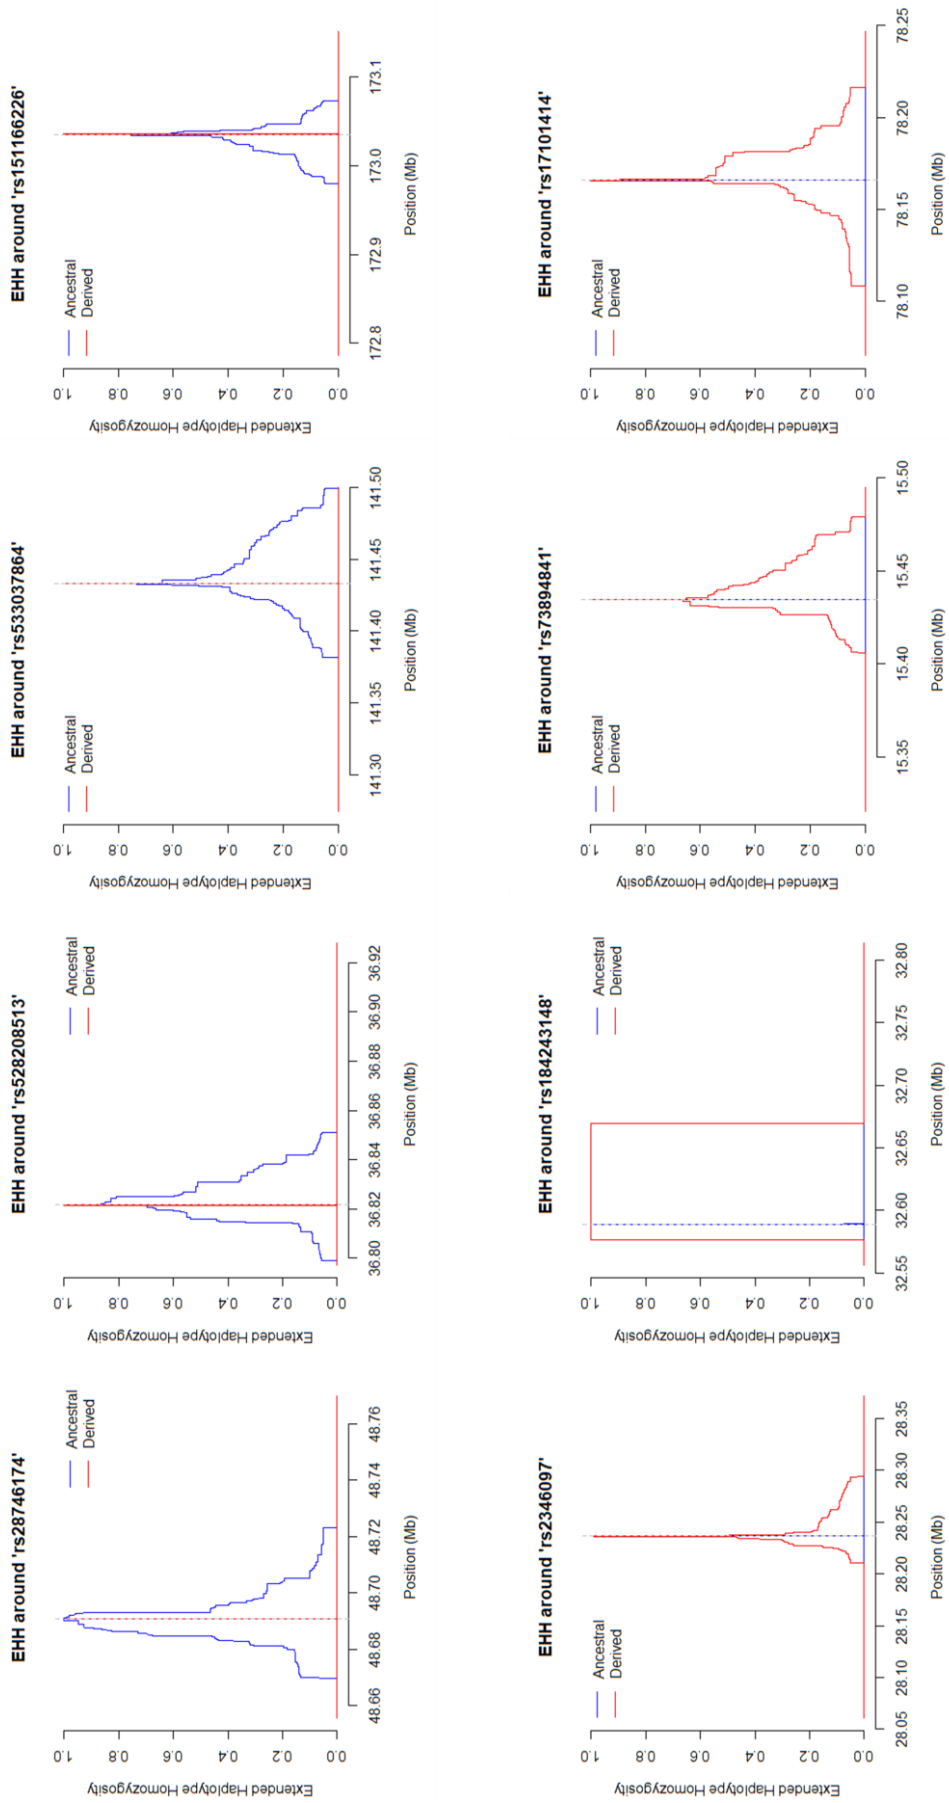 EHH around 'rs28746174'
Ancestral
Derived
Extended Haplotype Homozygosity
0.0 0.2 0.4 0.6 0.8 1.0
48.66 48.68 48.70 48.72 48.74 48.76
Position (Mb)
EHH around 'rs528208513'
Ancestral
Derived
Extended Haplotype Homozygosity
0.0 0.2 0.4 0.6 0.8 1.0
36.80 36.82 36.84 36.86 36.88 36.90 36.92
Position (Mb)
EHH around 'rs533037864'
Ancestral
Derived
Extended Haplotype Homozygosity
0.0 0.2 0.4 0.6 0.8 1.0
141.30 141.35 141.40 141.45 141.50
Position (Mb)
EHH around 'rs151166226'
Ancestral
Derived
Extended Haplotype Homozygosity
0.0 0.2 0.4 0.6 0.8 1.0
172.8 172.9 173.0 173.1
Position (Mb)
EHH around 'rs2346097'
Ancestral
Derived
Extended Haplotype Homozygosity
0.0 0.2 0.4 0.6 0.8 1.0
28.05 28.10 28.15 28.20 28.25 28.30 28.35
Position (Mb)
EHH around 'rs184243148'
Ancestral
Derived
Extended Haplotype Homozygosity
0.0 0.2 0.4 0.6 0.8 1.0
32.55 32.60 32.65 32.70 32.75 32.80
Position (Mb)
EHH around 'rs73894841'
Ancestral
Derived
Extended Haplotype Homozygosity
0.0 0.2 0.4 0.6 0.8 1.0
15.35 15.40 15.45 15.50
Position (Mb)
EHH around 'rs17101414'
Ancestral
Derived
Extended Haplotype Homozygosity
0.0 0.2 0.4 0.6 0.8 1.0
78.10 78.15 78.20 78.25
Position (Mb)